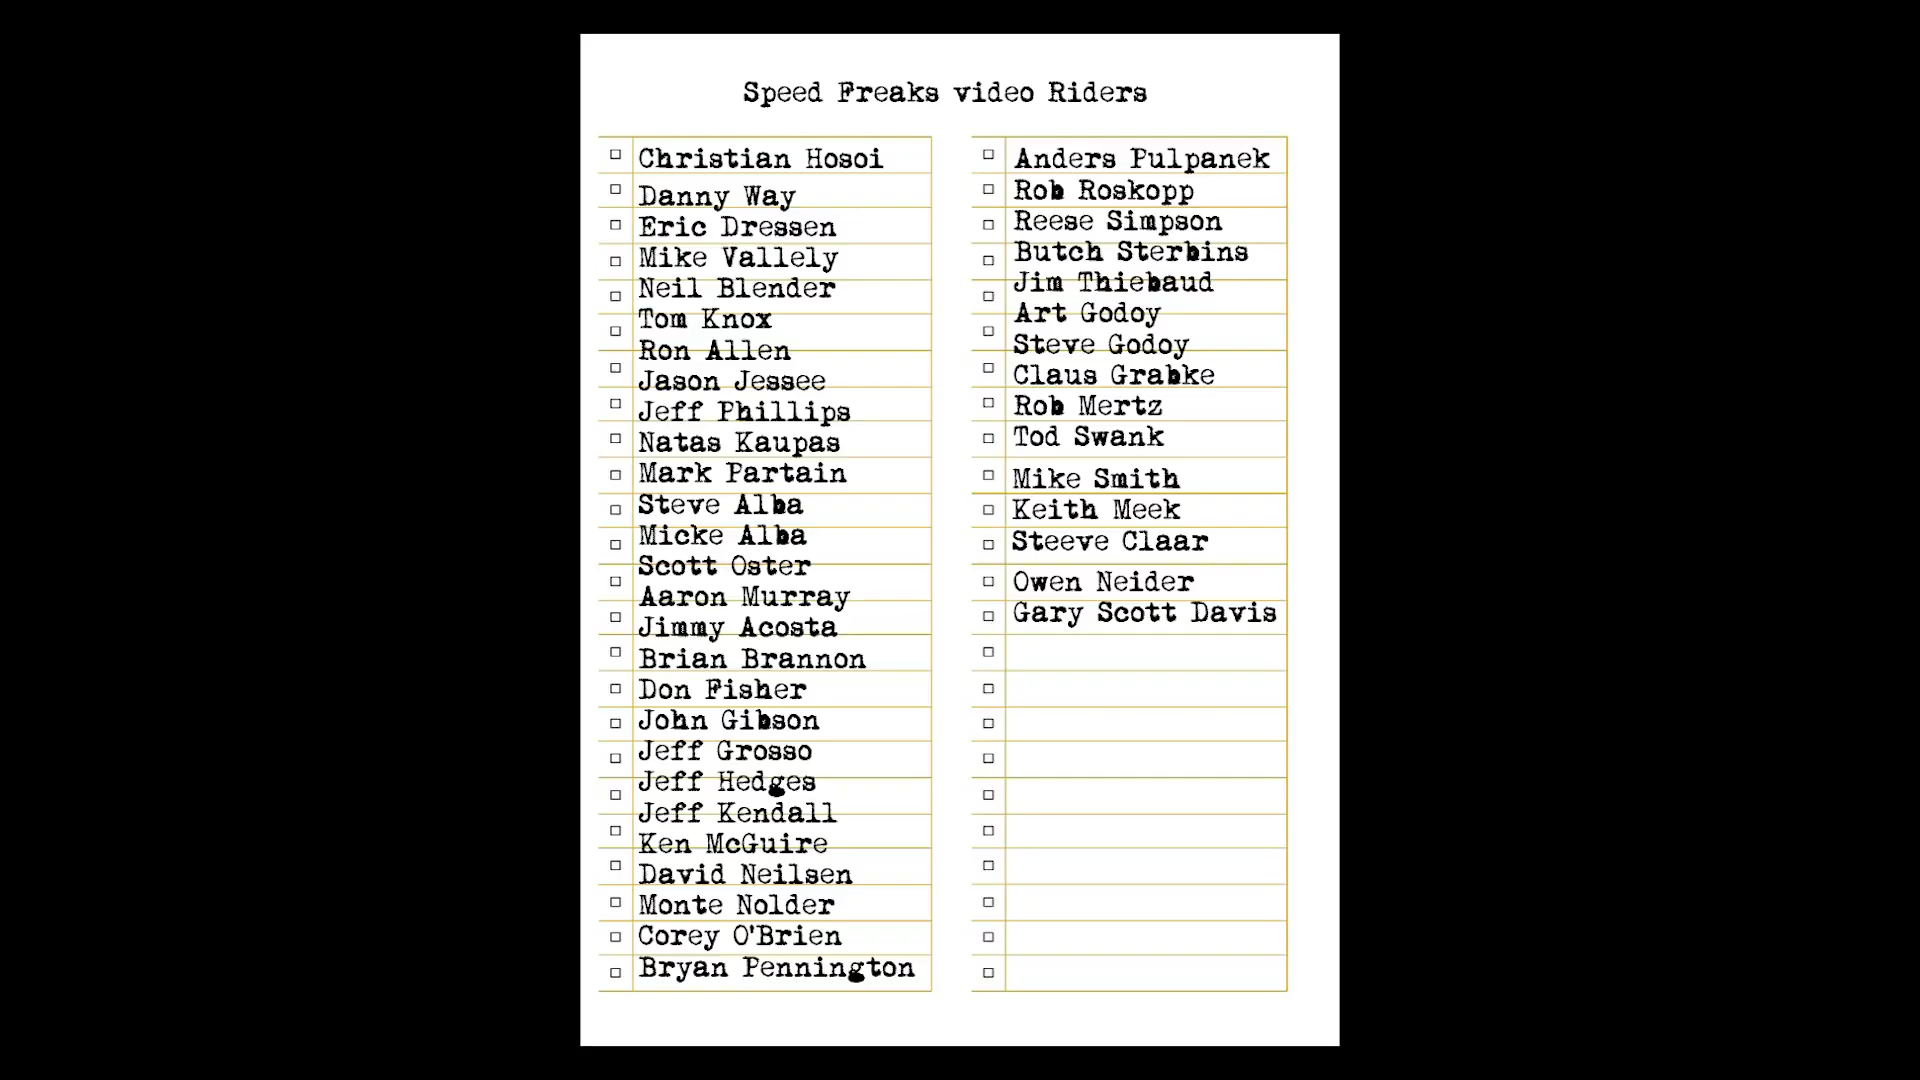 Speed Freaks video Riders
Christian Hosoi
Danny Way
Eric Dressen
Mike Vallely
Neil Blender
Tom Knox
Ron Allen
Jason Jessee
Jeff Phillips
Natas Kaupas
Mark Partain
Steve Alba
Micke Alba
Scott Oster
Aaron Murray
Jimmy Acosta
Brian Brannon
Don Fisher
John Gibson
Jeff Grosso
Jeff Hedges
Jeff Kendall
Ken McGuire
David Neilsen
Monte Nolder
Corey O'Brien
Bryan Pennington
Anders Pulpanek
Rob Roskopp
Reese Simpson
Butch Sterbins
Jim Thiebaud
Art Godoy
Steve Godoy
Claus Grabke
Rob Mertz
Tod Swank
Mike Smith
Keith Meek
Steeve Claar
Owen Neider
Gary Scott Davis